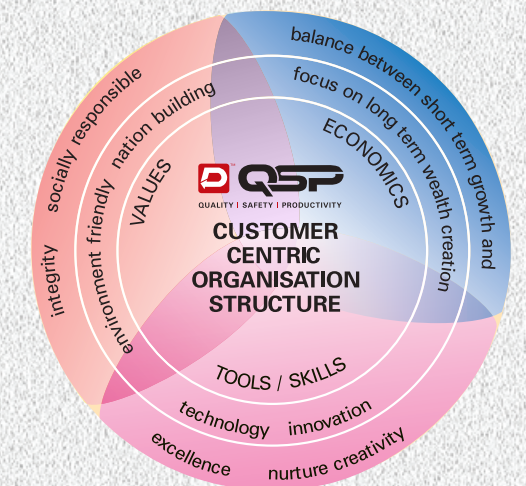 balance between short term growth and
focus on long term wealth creation
ECONOMICS
integrity socially responsible
environment friendly nation building
VALUES
QSP
QUALITY | SAFETY | PRODUCTIVITY
CUSTOMER
CENTRIC
ORGANISATION
STRUCTURE
TOOLS / SKILLS
technology innovation
excellence nurture creativity